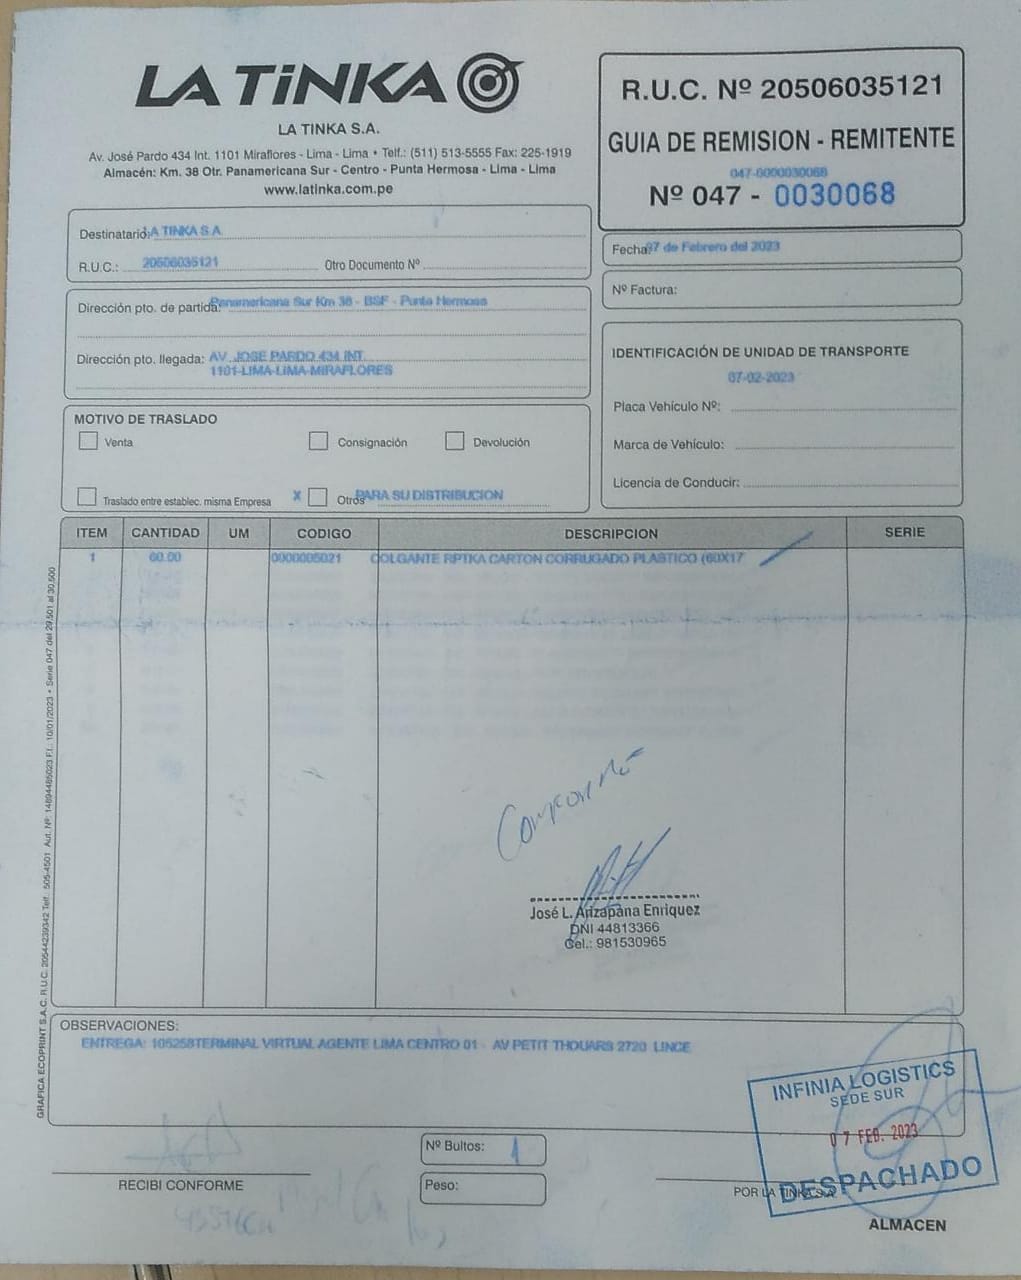 LA TiNKA
LA TINKA S.A.
Av. José Pardo 434 Int. 1101 Miraflores - Lima - Lima • Telf.: (511) 513-5555 Fax: 225-1919
Almacén: Km. 38 Otr. Panamericana Sur - Centro - Punta Hermosa - Lima - Lima
www.latinka.com.pe
R.U.C. Nº 20506035121
GUIA DE REMISION - REMITENTE
047-0000030068
Nº 047 - 0030068
Destinatario: LA TINKA S.A.
R.U.C.: 20506035121 Otro Documento Nº
Fecha: 07 de Febrero del 2023
Nº Factura:
Dirección pto. de partida: Panamericana Sur Km 38 - BSF - Punta Hermosa
Dirección pto. llegada: AV. JOSE PARDO 434 INT.
1101-LIMA-LIMA-MIRAFLORES
IDENTIFICACIÓN DE UNIDAD DE TRANSPORTE
07-02-2023
Placa Vehículo Nº:
Marca de Vehículo:
Licencia de Conducir:
MOTIVO DE TRASLADO
Venta Consignación Devolución
Traslado entre establec. misma Empresa X Otros PARA SU DISTRIBUCION
ITEM CANTIDAD UM CODIGO DESCRIPCION SERIE
1 60.00 0000005021 COLGANTE RPTKA CARTON CORRUGADO PLASTICO (60X17
José L. Arizapana Enriquez
DNI 44813366
Cel.: 981530965
GRAFICA ECOPRINT S.A.C. R.U.C. 20544239342 Telf.: 505-4501 Aut. Nº: 14894485023 F.I.: 10/01/2023 • Serie 047 del 29,501 al 30,500
OBSERVACIONES:
ENTREGA: 105258TERMINAL VIRTUAL AGENTE LIMA CENTRO 01 - AV PETIT THOUARS 2720 LINCE
INFINIA LOGISTICS
SEDE SUR
07 FEB. 2023
DESPACHADO
Nº Bultos: 1
Peso:
RECIBI CONFORME
POR LA TINKA S.A.
ALMACEN